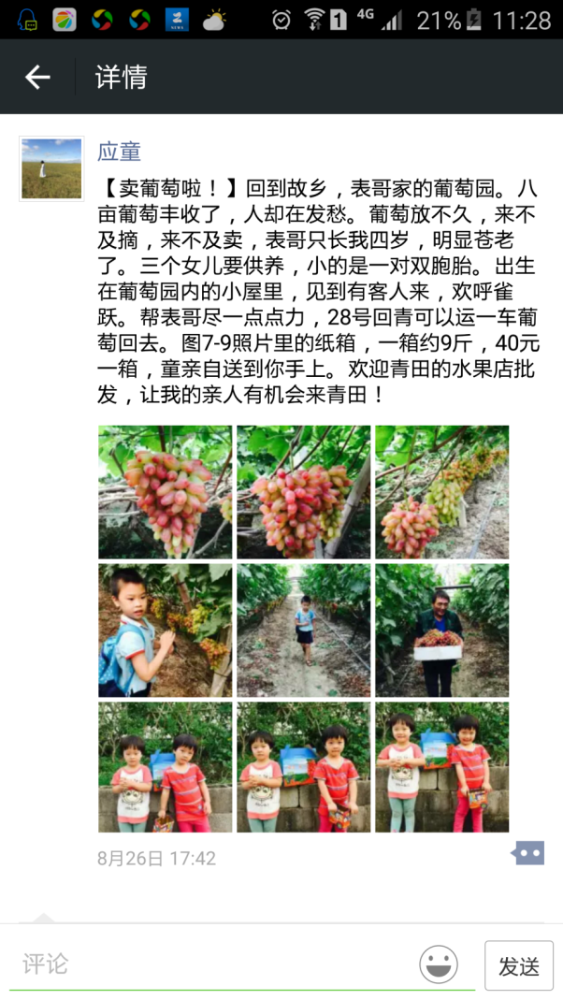 4G 21% 11:28
详情
应童
【卖葡萄啦！】回到故乡，表哥家的葡萄园。八
亩葡萄丰收了，人却在发愁。葡萄放不久，来不
及摘，来不及卖，表哥只长我四岁，明显苍老
了。三个女儿要供养，小的是一对双胞胎。出生
在葡萄园内的小屋里，见到有客人来，欢呼雀
跃。帮表哥尽一点点力，28号回青可以运一车葡
萄回去。图7-9照片里的纸箱，一箱约9斤，40元
一箱，童亲自送到你手上。欢迎青田的水果店批
发，让我的亲人有机会来青田！
8月26日 17:42
评论
发送